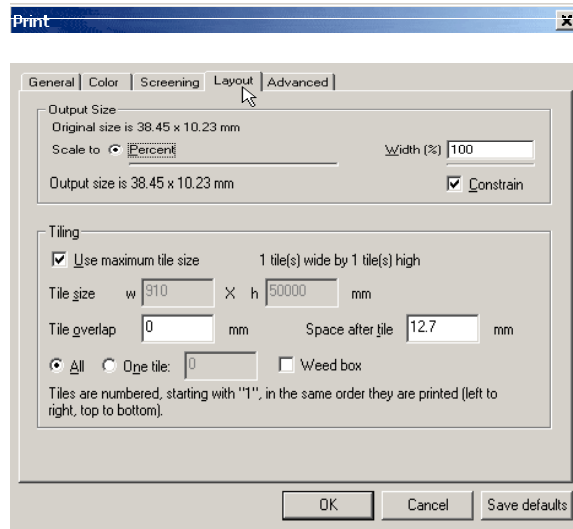 Print
General Color Screening Layout Advanced
Output Size
Original size is 38.45 x 10.23 mm
Scale to Percent Width (%) 100
Output size is 38.45 x 10.23 mm Constrain
Tiling
Use maximum tile size 1 tile(s) wide by 1 tile(s) high
Tile size w 910 X h 50000 mm
Tile overlap 0 mm Space after tile 12.7 mm
All One tile: 0 Weed box
Tiles are numbered, starting with "1", in the same order they are printed (left to
right, top to bottom).
OK Cancel Save defaults